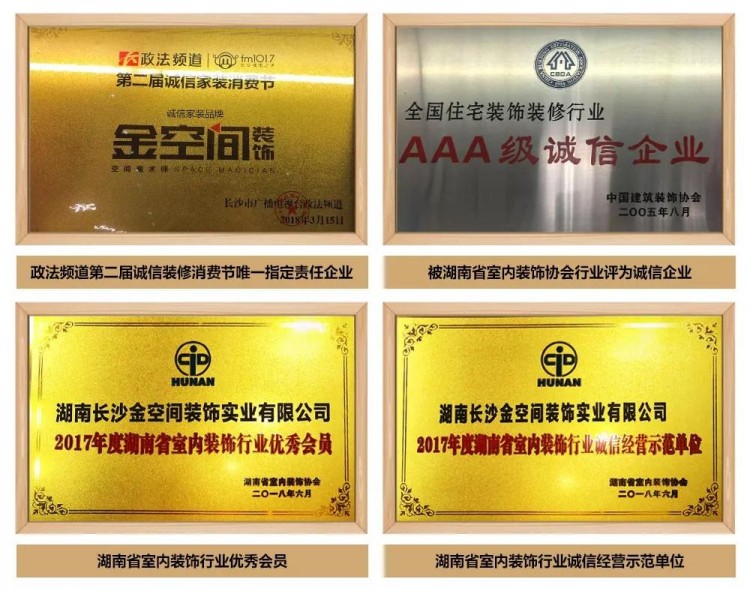 政法频道 fm101.7
第二届诚信家装消费节
诚信家装品牌
金空间装饰
空间魔术师 SPACE MAGICIAN
长沙市广播电视台政法频道
2018年3月15日
政法频道第二届诚信装修消费节唯一指定责任企业
CBDA
全国住宅装饰装修行业
AAA级诚信企业
中国建筑装饰协会
二〇〇五年八月
被湖南省室内装饰协会行业评为诚信企业
CID
HUNAN
湖南长沙金空间装饰实业有限公司
2017年度湖南省室内装饰行业优秀会员
湖南省室内装饰协会
二〇一八年六月
湖南省室内装饰行业优秀会员
CID
HUNAN
湖南长沙金空间装饰实业有限公司
2017年度湖南省室内装饰行业诚信经营示范单位
湖南省室内装饰协会
二〇一八年六月
湖南省室内装饰行业诚信经营示范单位